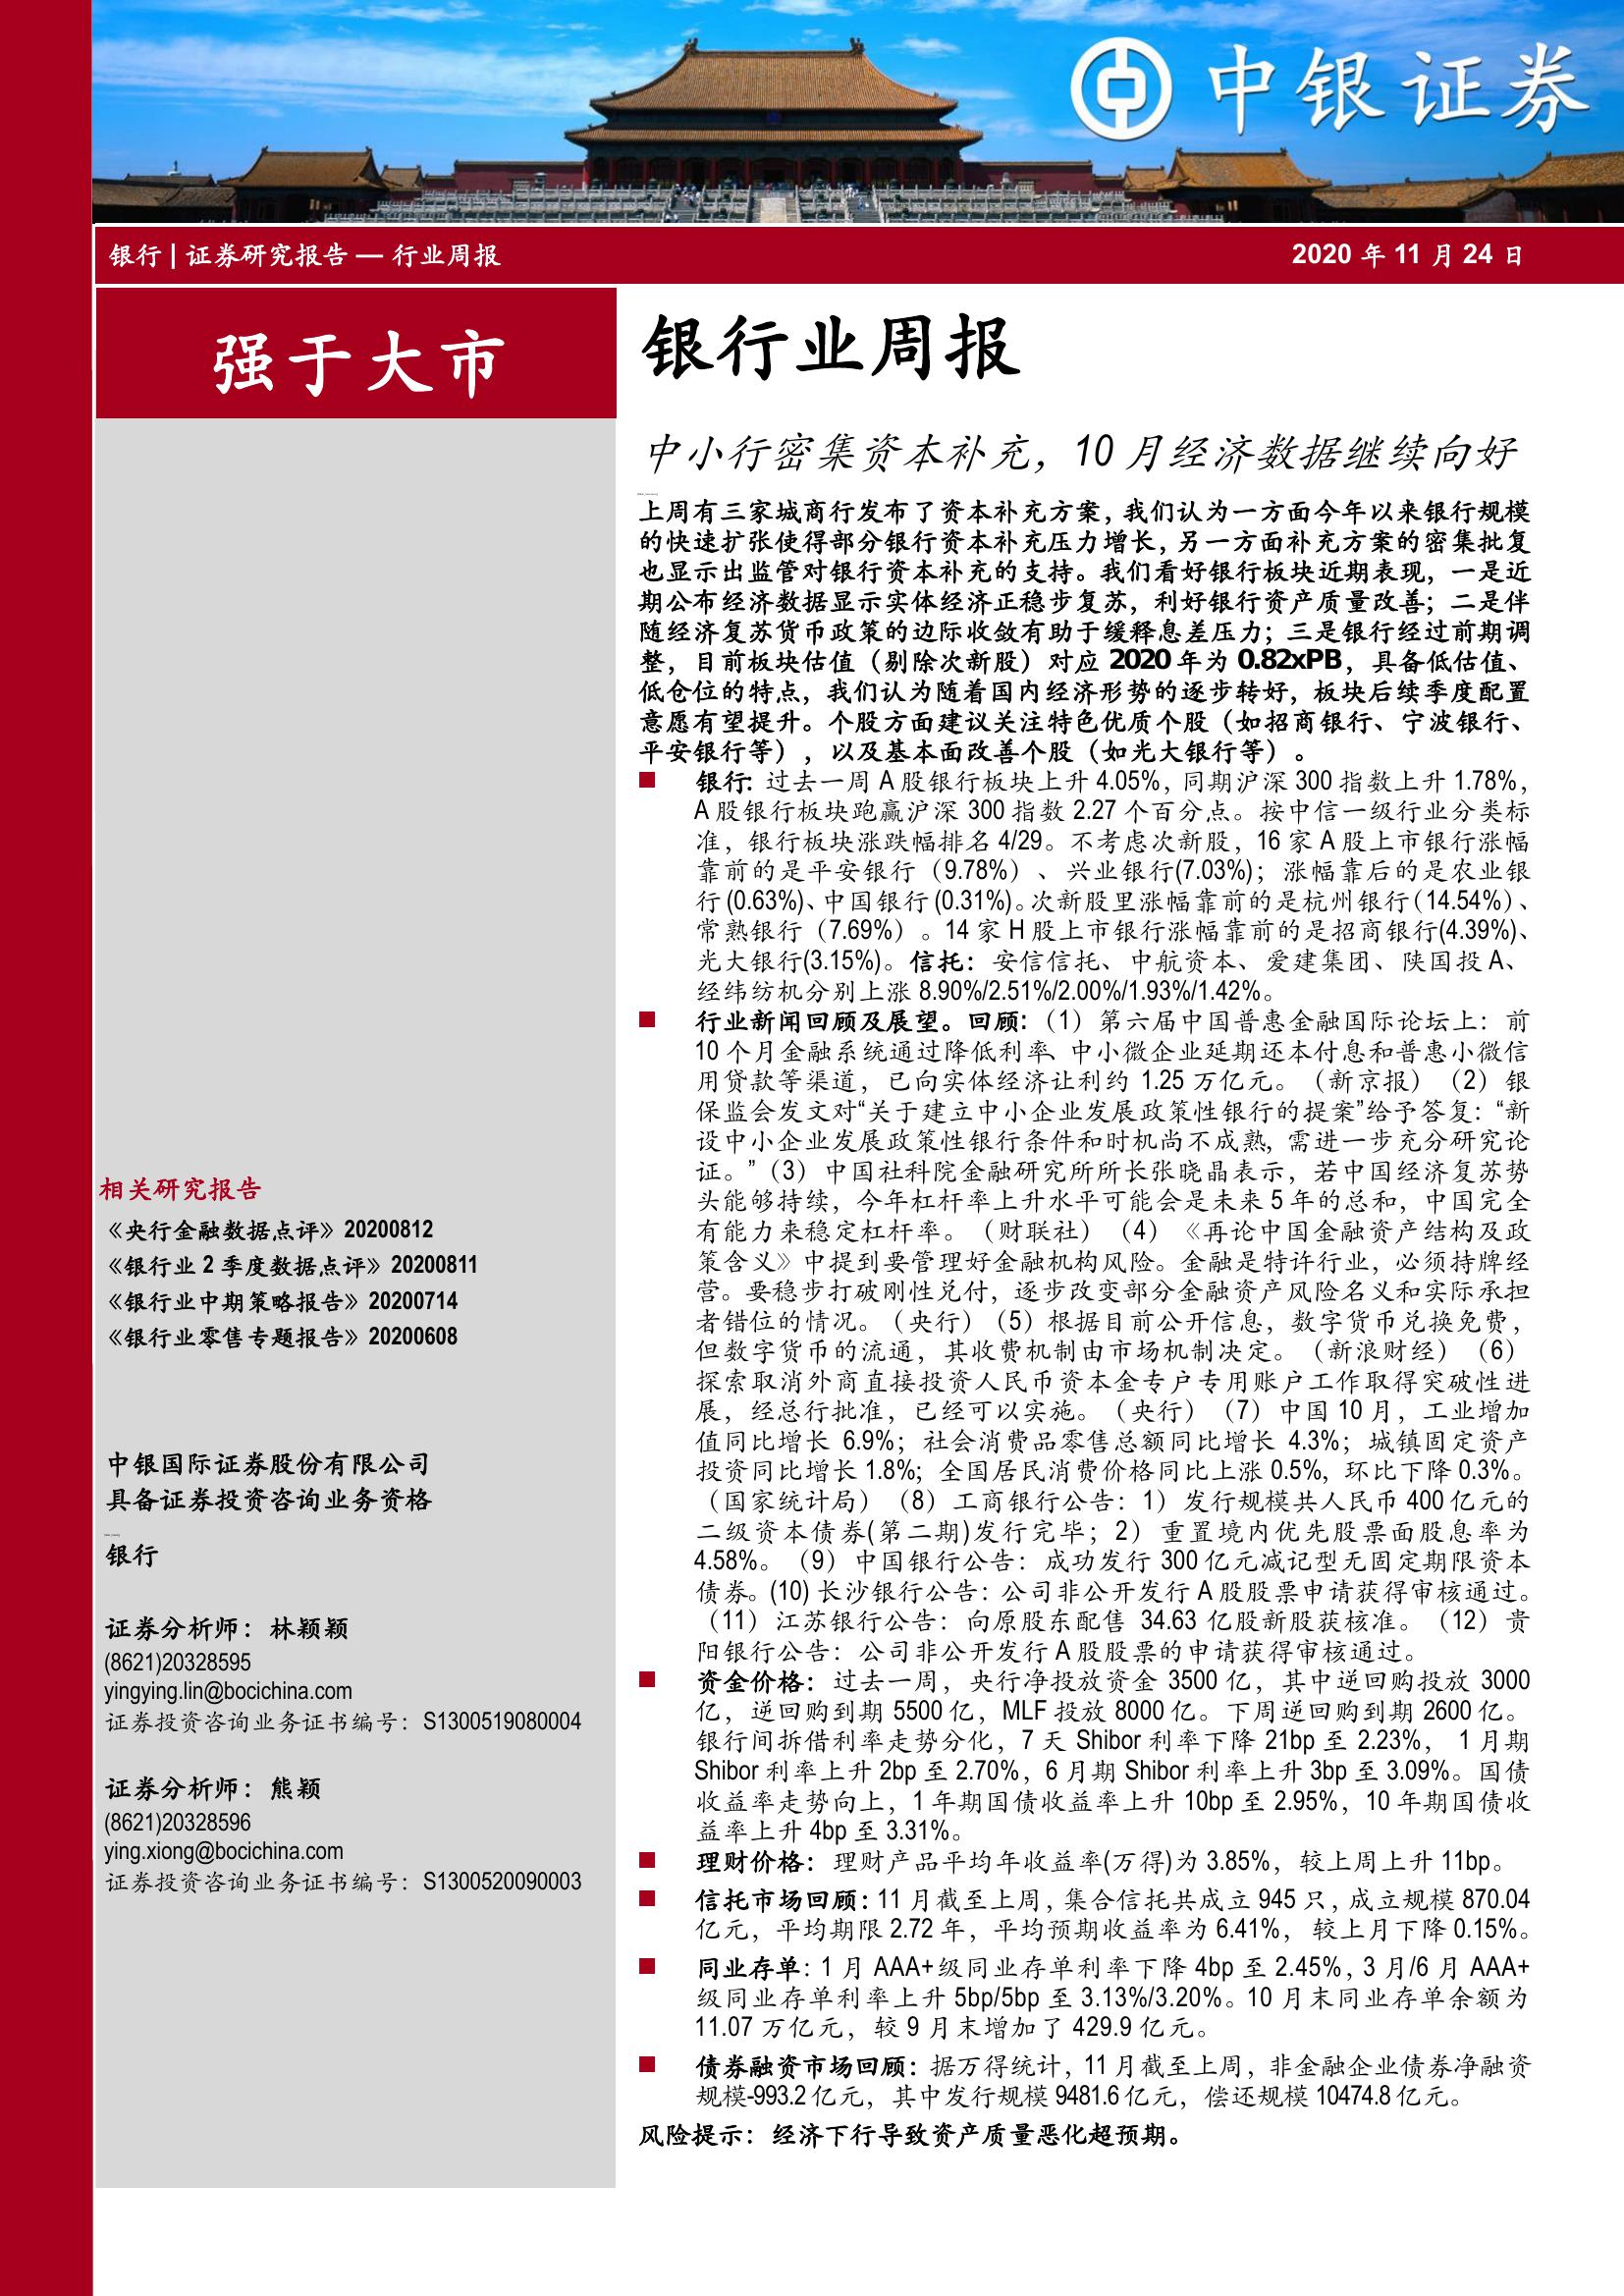 中银证券
银行 | 证券研究报告 — 行业周报
2020 年 11 月 24 日
强于大市
银行业周报
中小行密集资本补充，10 月经济数据继续向好
上周有三家城商行发布了资本补充方案，我们认为一方面今年以来银行规模
的快速扩张使得部分银行资本补充压力增长，另一方面补充方案的密集批复
也显示出监管对银行资本补充的支持。我们看好银行板块近期表现，一是近
期公布经济数据显示实体经济正稳步复苏，利好银行资产质量改善；二是伴
随经济复苏货币政策的边际收敛有助于缓释息差压力；三是银行经过前期调
整，目前板块估值（剔除次新股）对应 2020 年为 0.82xPB，具备低估值、
低仓位的特点，我们认为随着国内经济形势的逐步转好，板块后续季度配置
意愿有望提升。个股方面建议关注特色优质个股（如招商银行、宁波银行、
平安银行等），以及基本面改善个股（如光大银行等）。
银行: 过去一周 A 股银行板块上升 4.05%，同期沪深 300 指数上升 1.78%，
A 股银行板块跑赢沪深 300 指数 2.27 个百分点。按中信一级行业分类标
准，银行板块涨跌幅排名 4/29。不考虑次新股，16 家 A 股上市银行涨幅
靠前的是平安银行（9.78%）、兴业银行(7.03%)；涨幅靠后的是农业银
行(0.63%)、中国银行(0.31%)。次新股里涨幅靠前的是杭州银行（14.54%）、
常熟银行（7.69%）。14 家 H 股上市银行涨幅靠前的是招商银行(4.39%)、
光大银行(3.15%)。信托：安信信托、中航资本、爱建集团、陕国投 A、
经纬纺机分别上涨 8.90%/2.51%/2.00%/1.93%/1.42%。
行业新闻回顾及展望。回顾:（1）第六届中国普惠金融国际论坛上：前
10 个月金融系统通过降低利率、中小微企业延期还本付息和普惠小微信
用贷款等渠道，已向实体经济让利约 1.25 万亿元。（新京报）（2）银
保监会发文对“关于建立中小企业发展政策性银行的提案”给予答复：“新
设中小企业发展政策性银行条件和时机尚不成熟，需进一步充分研究论
证。”（3）中国社科院金融研究所所长张晓晶表示，若中国经济复苏势
头能够持续，今年杠杆率上升水平可能会是未来 5 年的总和，中国完全
有能力来稳定杠杆率。（财联社）（4）《再论中国金融资产结构及政
策含义》中提到要管理好金融机构风险。金融是特许行业，必须持牌经
营。要稳步打破刚性兑付，逐步改变部分金融资产风险名义和实际承担
者错位的情况。（央行）（5）根据目前公开信息，数字货币兑换免费，
但数字货币的流通，其收费机制由市场机制决定。（新浪财经）（6）
探索取消外商直接投资人民币资本金专户专用账户工作取得突破性进
展，经总行批准，已经可以实施。（央行）（7）中国 10 月，工业增加
值同比增长 6.9%；社会消费品零售总额同比增长 4.3%；城镇固定资产
投资同比增长 1.8%；全国居民消费价格同比上涨 0.5%，环比下降 0.3%。
（国家统计局）（8）工商银行公告：1）发行规模共人民币 400 亿元的
二级资本债券(第二期)发行完毕；2）重置境内优先股票面股息率为
4.58%。（9）中国银行公告：成功发行 300 亿元减记型无固定期限资本
债券。(10) 长沙银行公告：公司非公开发行 A 股股票申请获得审核通过。
（11）江苏银行公告：向原股东配售 34.63 亿股新股获核准。（12）贵
阳银行公告：公司非公开发行 A 股股票的申请获得审核通过。
资金价格：过去一周，央行净投放资金 3500 亿，其中逆回购投放 3000
亿，逆回购到期 5500 亿，MLF 投放 8000 亿。下周逆回购到期 2600 亿。
银行间拆借利率走势分化，7 天 Shibor 利率下降 21bp 至 2.23%， 1 月期
Shibor 利率上升 2bp 至 2.70%，6 月期 Shibor 利率上升 3bp 至 3.09%。国债
收益率走势向上，1 年期国债收益率上升 10bp 至 2.95%，10 年期国债收
益率上升 4bp 至 3.31%。
理财价格：理财产品平均年收益率(万得)为 3.85%，较上周上升 11bp。
信托市场回顾：11 月截至上周，集合信托共成立 945 只，成立规模 870.04
亿元，平均期限 2.72 年，平均预期收益率为 6.41%，较上月下降 0.15%。
同业存单：1 月 AAA+级同业存单利率下降 4bp 至 2.45%，3 月/6 月 AAA+
级同业存单利率上升 5bp/5bp 至 3.13%/3.20%。10 月末同业存单余额为
11.07 万亿元，较 9 月末增加了 429.9 亿元。
债券融资市场回顾：据万得统计，11 月截至上周，非金融企业债券净融资
规模-993.2 亿元，其中发行规模 9481.6 亿元，偿还规模 10474.8 亿元。
风险提示：经济下行导致资产质量恶化超预期。
相关研究报告
《央行金融数据点评》20200812
《银行业 2 季度数据点评》20200811
《银行业中期策略报告》20200714
《银行业零售专题报告》20200608
中银国际证券股份有限公司
具备证券投资咨询业务资格
银行
证券分析师：林颖颖
(8621)20328595
yingying.lin@bocichina.com
证券投资咨询业务证书编号：S1300519080004
证券分析师：熊颖
(8621)20328596
ying.xiong@bocichina.com
证券投资咨询业务证书编号：S1300520090003